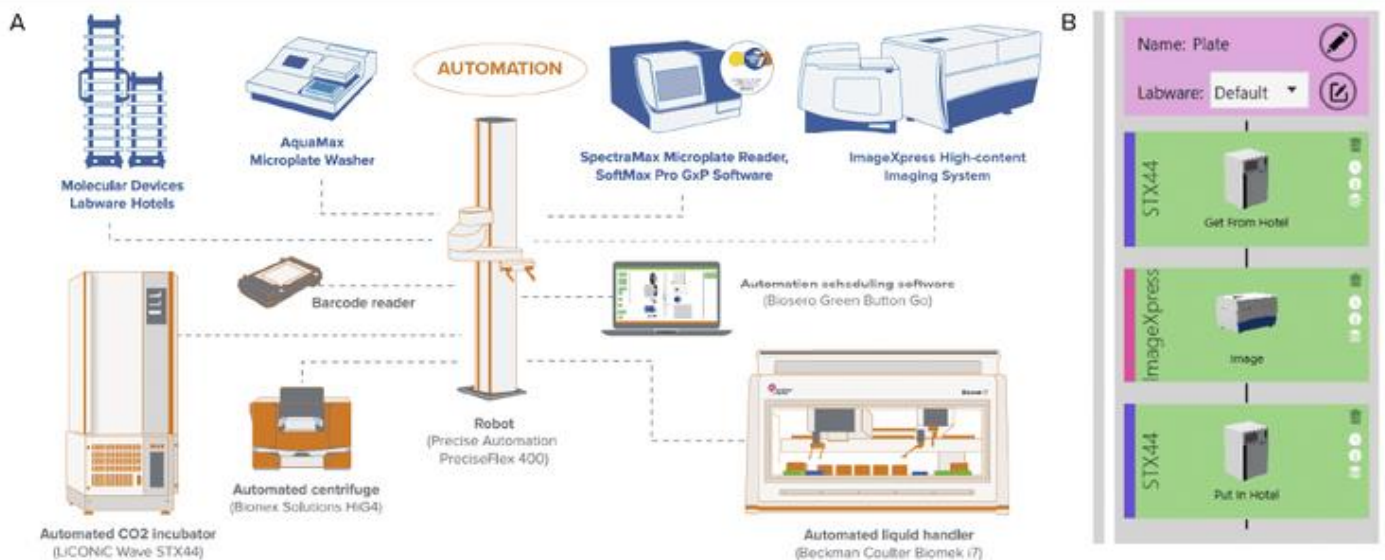 A
AUTOMATION
Molecular Devices
Labware Hotels
AquaMax
Microplate Washer
SpectraMax Microplate Reader,
SoftMax Pro GxP Software
ImageXpress High-content
Imaging System
Barcode reader
Automation scheduling software
(Biosero Green Button Go)
Robot
(Precise Automation
PreciseFlex 400)
Automated centrifuge
(Bionex Solutions HiG4)
Automated CO2 incubator
(LiCONiC Wave STX44)
Biomek i7
Automated liquid handler
(Beckman Coulter Biomek i7)
B
Name: Plate
Labware: Default
STX44
Get From Hotel
ImageXpress
Image
STX44
Put In Hotel